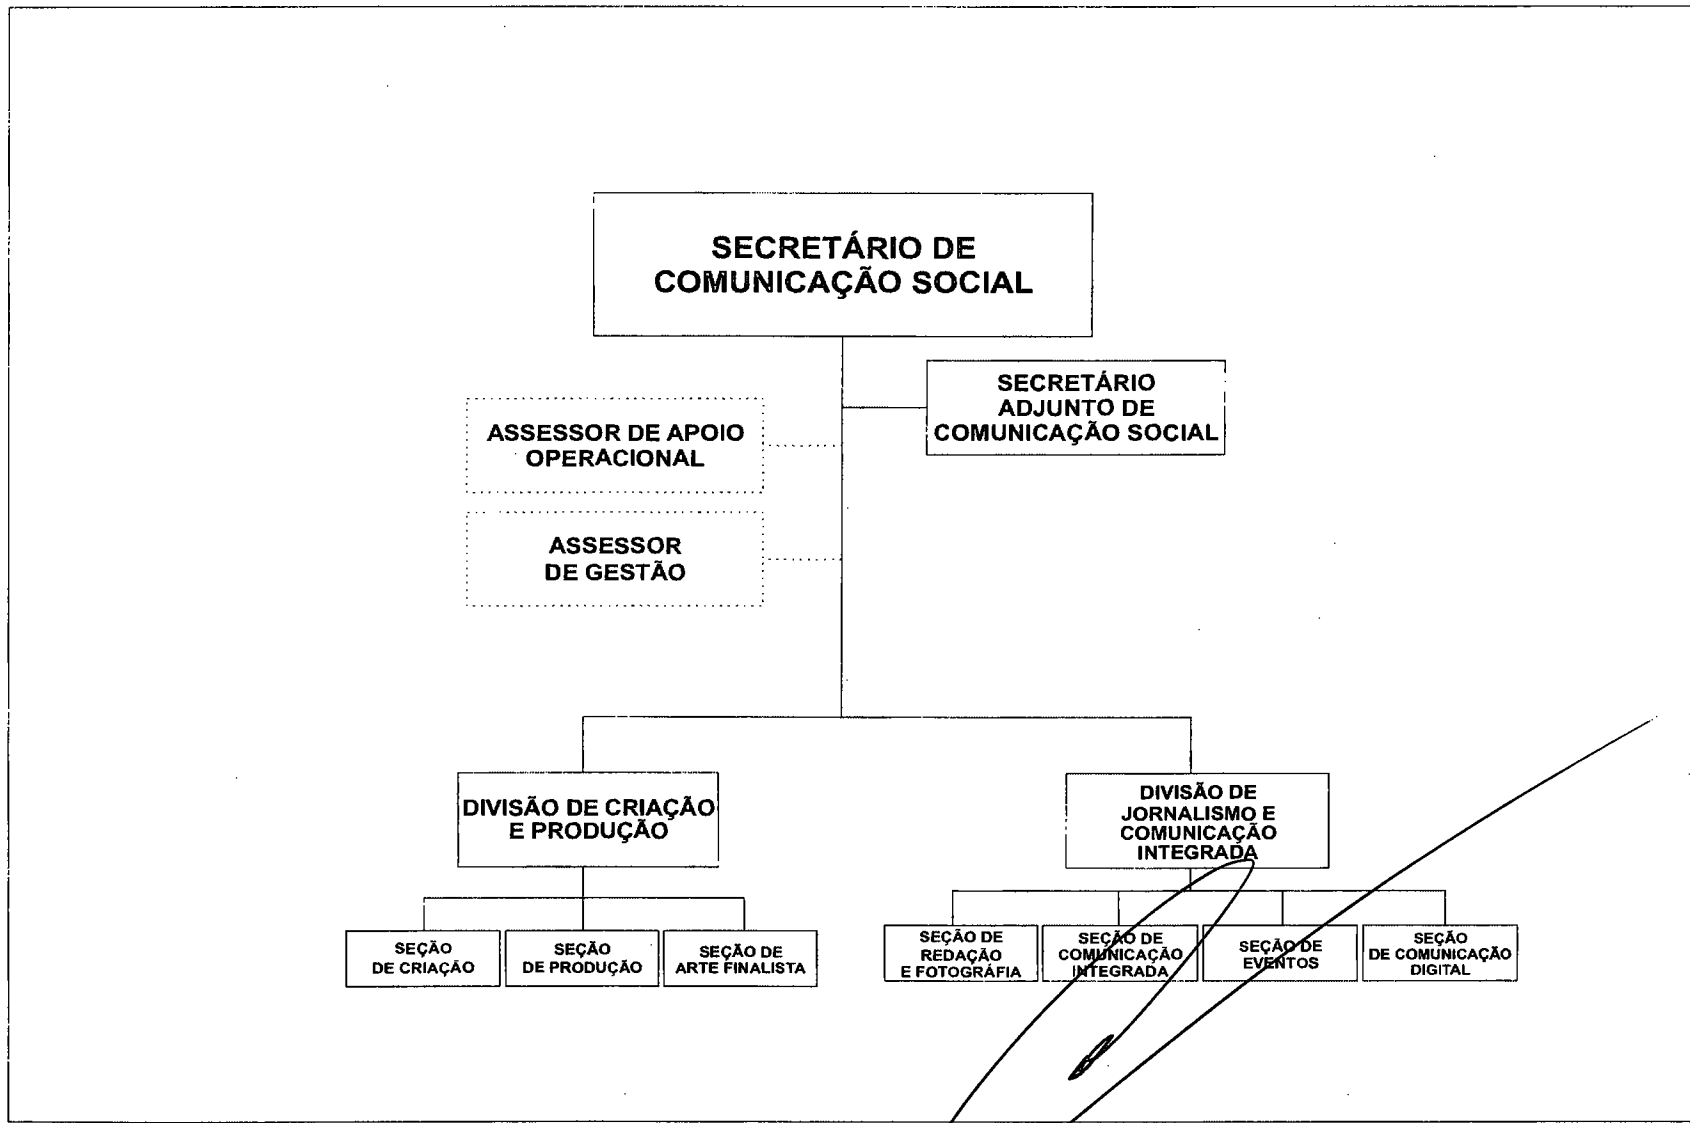 SECRETÁRIO DE
COMUNICAÇÃO SOCIAL
SECRETÁRIO
ADJUNTO DE
COMUNICAÇÃO SOCIAL
ASSESSOR DE APOIO
OPERACIONAL
ASSESSOR
DE GESTÃO
DIVISÃO DE CRIAÇÃO
E PRODUÇÃO
DIVISÃO DE
JORNALISMO E
COMUNICAÇÃO
INTEGRADA
SEÇÃO
DE CRIAÇÃO
SEÇÃO
DE PRODUÇÃO
SEÇÃO DE
ARTE FINALISTA
SEÇÃO DE
REDAÇÃO
E FOTOGRÁFIA
SEÇÃO DE
COMUNICAÇÃO
INTEGRADA
SEÇÃO DE
EVENTOS
SEÇÃO
DE COMUNICAÇÃO
DIGITAL